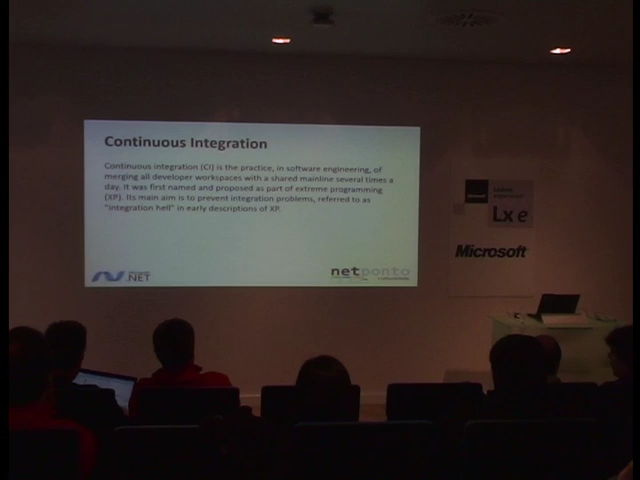 Continuous Integration
Continuous integration (CI) is the practice, in software engineering, of
merging all developer workspaces with a shared mainline several times a
day. It was first named and proposed as part of extreme programming
(XP). Its main aim is to prevent integration problems, referred to as
"integration hell" in early descriptions of XP.
.NET
netponto
Lx e
Microsoft